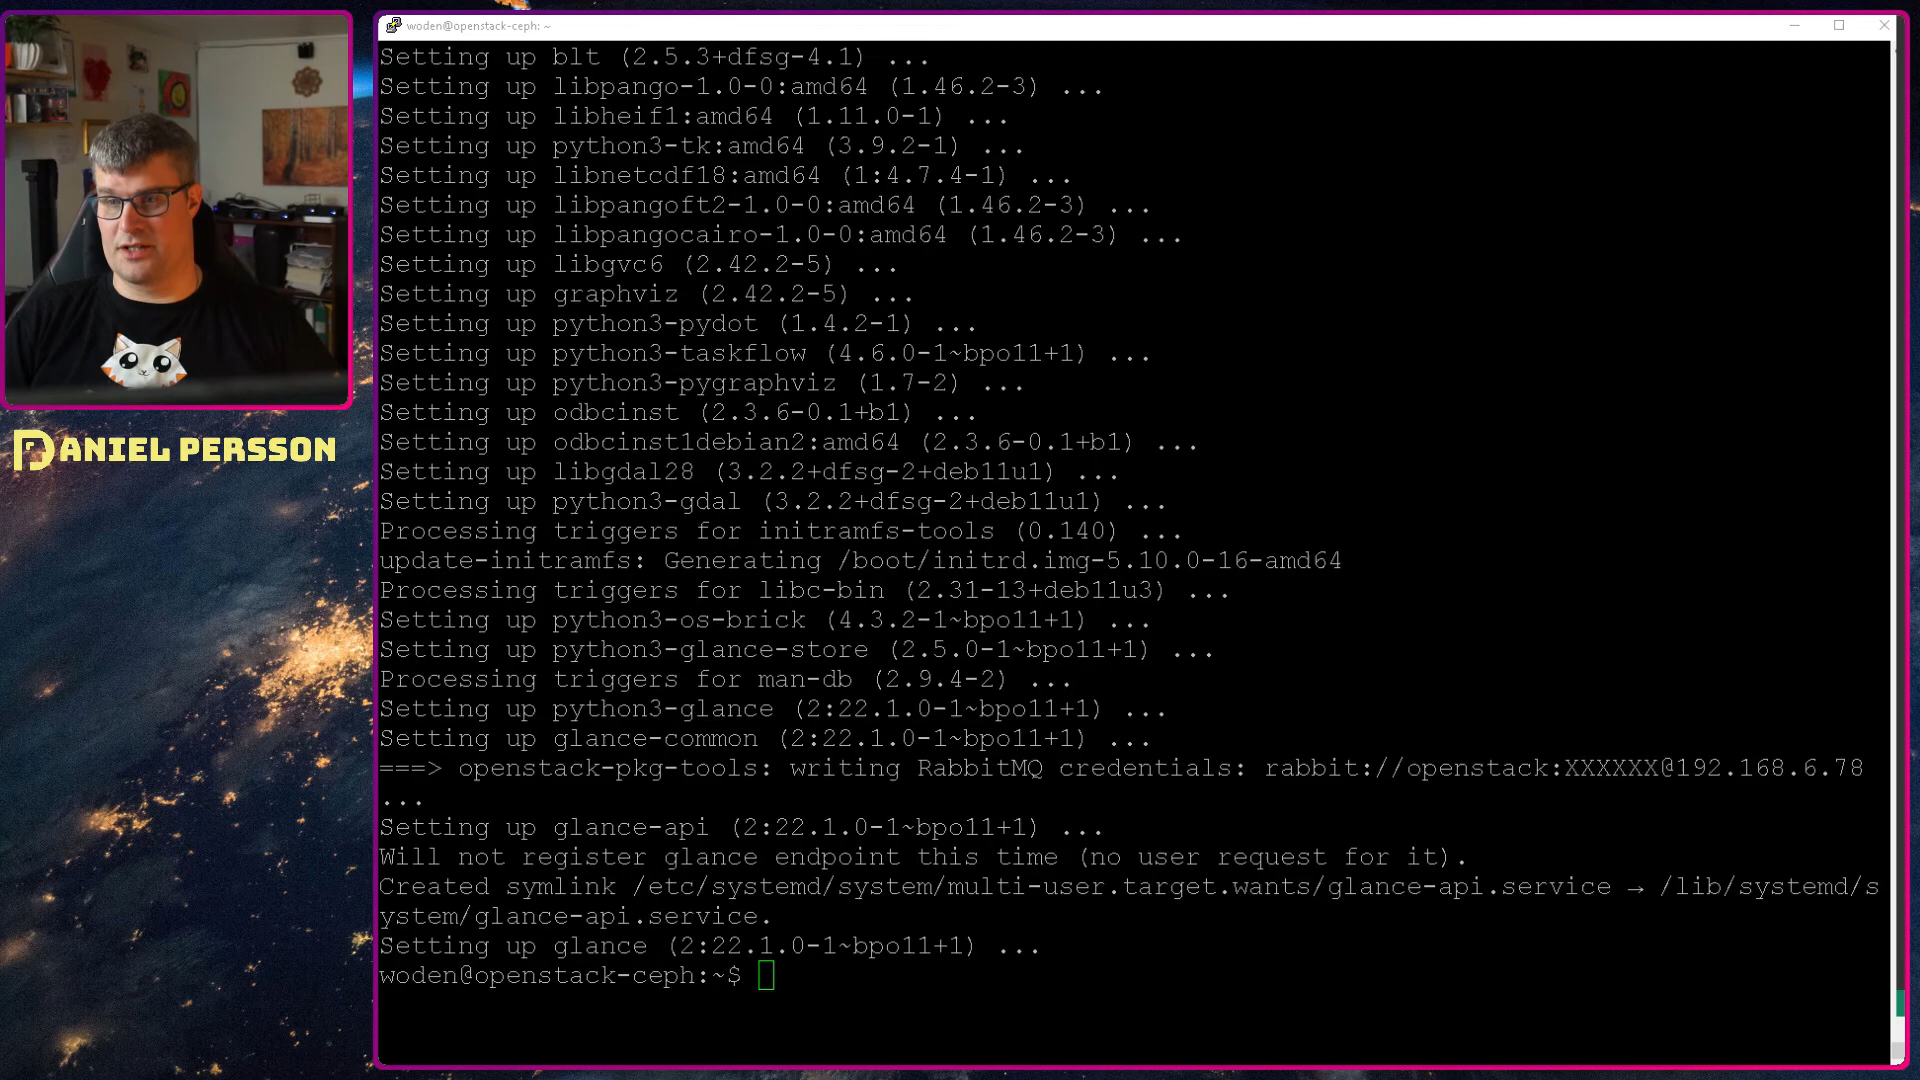 woden@openstack-ceph: ~
Setting up blt (2.5.3+dfsg-4.1) ...
Setting up libpango-1.0-0:amd64 (1.46.2-3) ...
Setting up libheif1:amd64 (1.11.0-1) ...
Setting up python3-tk:amd64 (3.9.2-1) ...
Setting up libnetcdf18:amd64 (1:4.7.4-1) ...
Setting up libpangoft2-1.0-0:amd64 (1.46.2-3) ...
Setting up libpangocairo-1.0-0:amd64 (1.46.2-3) ...
Setting up libgvc6 (2.42.2-5) ...
Setting up graphviz (2.42.2-5) ...
Setting up python3-pydot (1.4.2-1) ...
Setting up python3-taskflow (4.6.0-1~bpo11+1) ...
Setting up python3-pygraphviz (1.7-2) ...
Setting up odbcinst (2.3.6-0.1+b1) ...
Setting up odbcinst1debian2:amd64 (2.3.6-0.1+b1) ...
Setting up libgdal28 (3.2.2+dfsg-2+deb11u1) ...
Setting up python3-gdal (3.2.2+dfsg-2+deb11u1) ...
Processing triggers for initramfs-tools (0.140) ...
update-initramfs: Generating /boot/initrd.img-5.10.0-16-amd64
Processing triggers for libc-bin (2.31-13+deb11u3) ...
Setting up python3-os-brick (4.3.2-1~bpo11+1) ...
Setting up python3-glance-store (2.5.0-1~bpo11+1) ...
Processing triggers for man-db (2.9.4-2) ...
Setting up python3-glance (2:22.1.0-1~bpo11+1) ...
Setting up glance-common (2:22.1.0-1~bpo11+1) ...
===> openstack-pkg-tools: writing RabbitMQ credentials: rabbit://openstack:XXXXXX@192.168.6.78
...
Setting up glance-api (2:22.1.0-1~bpo11+1) ...
Will not register glance endpoint this time (no user request for it).
Created symlink /etc/systemd/system/multi-user.target.wants/glance-api.service → /lib/systemd/s
ystem/glance-api.service.
Setting up glance (2:22.1.0-1~bpo11+1) ...
woden@openstack-ceph:~$
DANIEL PERSSON